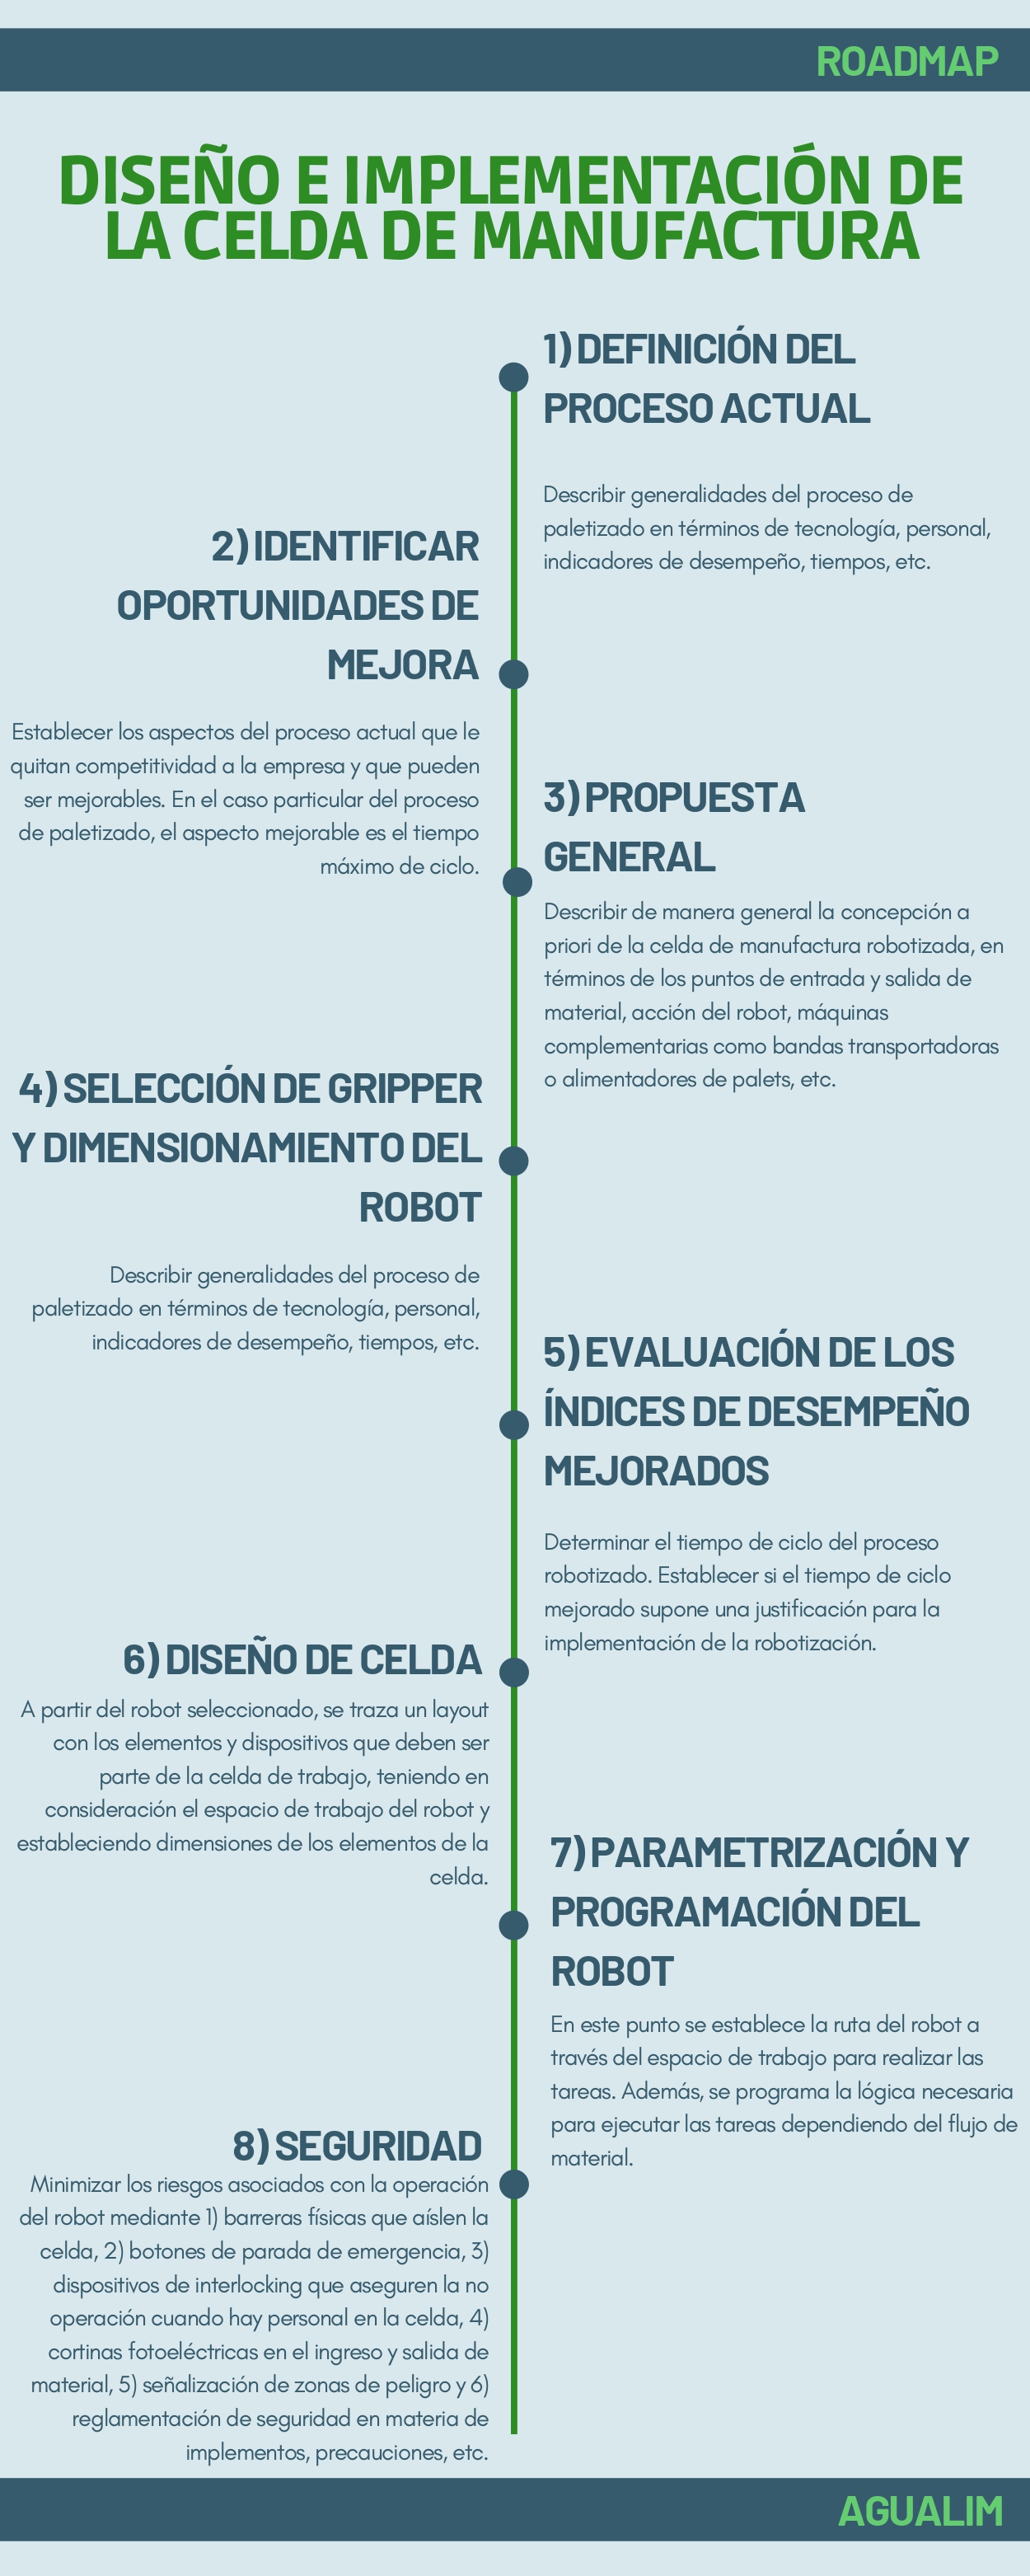 ROADMAP
DISEÑO E IMPLEMENTACIÓN DE
LA CELDA DE MANUFACTURA
1) DEFINICIÓN DEL
PROCESO ACTUAL
Describir generalidades del proceso de
paletizado en términos de tecnología, personal,
indicadores de desempeño, tiempos, etc.
2) IDENTIFICAR
OPORTUNIDADES DE
MEJORA
Establecer los aspectos del proceso actual que le
quitan competitividad a la empresa y que pueden
ser mejorables. En el caso particular del proceso
de paletizado, el aspecto mejorable es el tiempo
máximo de ciclo.
3) PROPUESTA
GENERAL
Describir de manera general la concepción a
priori de la celda de manufactura robotizada, en
términos de los puntos de entrada y salida de
material, acción del robot, máquinas
complementarias como bandas transportadoras
o alimentadores de palets, etc.
4) SELECCIÓN DE GRIPPER
Y DIMENSIONAMIENTO DEL
ROBOT
Describir generalidades del proceso de
paletizado en términos de tecnología, personal,
indicadores de desempeño, tiempos, etc.
5) EVALUACIÓN DE LOS
ÍNDICES DE DESEMPEÑO
MEJORADOS
Determinar el tiempo de ciclo del proceso
robotizado. Establecer si el tiempo de ciclo
mejorado supone una justificación para la
implementación de la robotización.
6) DISEÑO DE CELDA
A partir del robot seleccionado, se traza un layout
con los elementos y dispositivos que deben ser
parte de la celda de trabajo, teniendo en
consideración el espacio de trabajo del robot y
estableciendo dimensiones de los elementos de la
celda.
7) PARAMETRIZACIÓN Y
PROGRAMACIÓN DEL
ROBOT
En este punto se establece la ruta del robot a
través del espacio de trabajo para realizar las
tareas. Además, se programa la lógica necesaria
para ejecutar las tareas dependiendo del flujo de
material.
8) SEGURIDAD
Minimizar los riesgos asociados con la operación
del robot mediante 1) barreras físicas que aíslen la
celda, 2) botones de parada de emergencia, 3)
dispositivos de interlocking que aseguren la no
operación cuando hay personal en la celda, 4)
cortinas fotoeléctricas en el ingreso y salida de
material, 5) señalización de zonas de peligro y 6)
reglamentación de seguridad en materia de
implementos, precauciones, etc.
AGUALIM